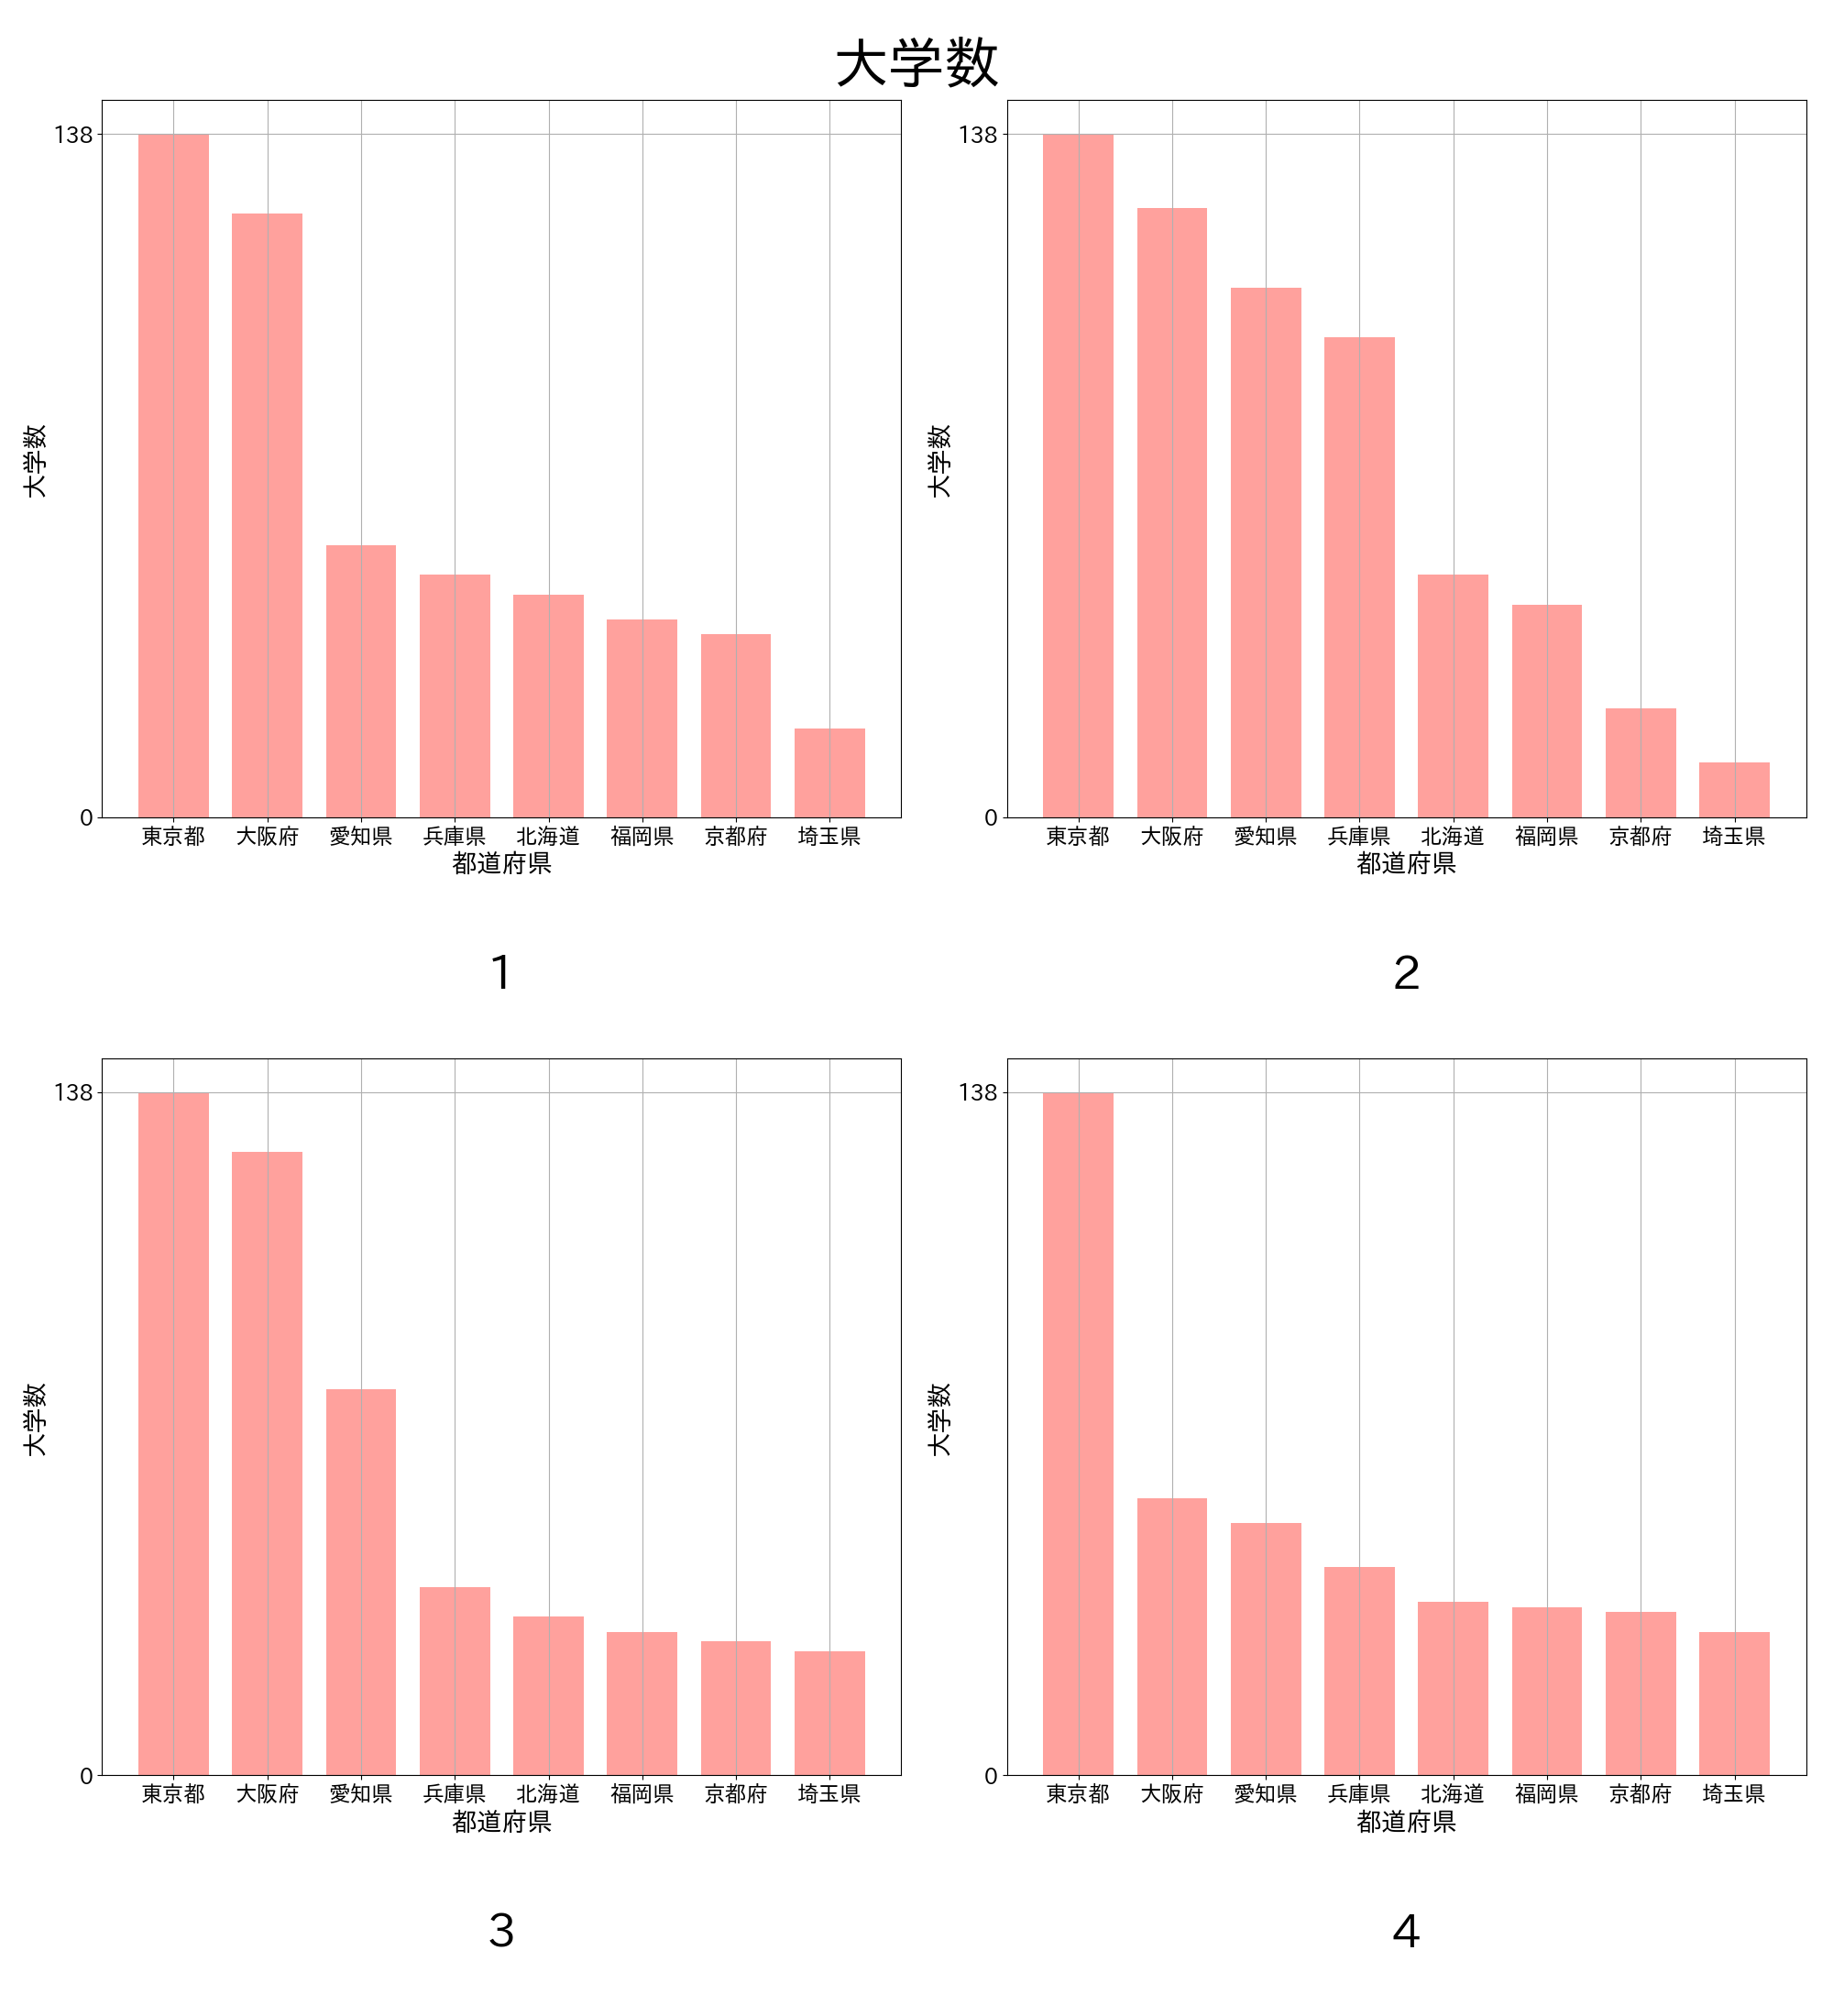 大学数
138
0
大学数
東京都 大阪府 愛知県 兵庫県 北海道 福岡県 京都府 埼玉県
都道府県
1
138
0
大学数
東京都 大阪府 愛知県 兵庫県 北海道 福岡県 京都府 埼玉県
都道府県
2
138
0
大学数
東京都 大阪府 愛知県 兵庫県 北海道 福岡県 京都府 埼玉県
都道府県
3
138
0
大学数
東京都 大阪府 愛知県 兵庫県 北海道 福岡県 京都府 埼玉県
都道府県
4